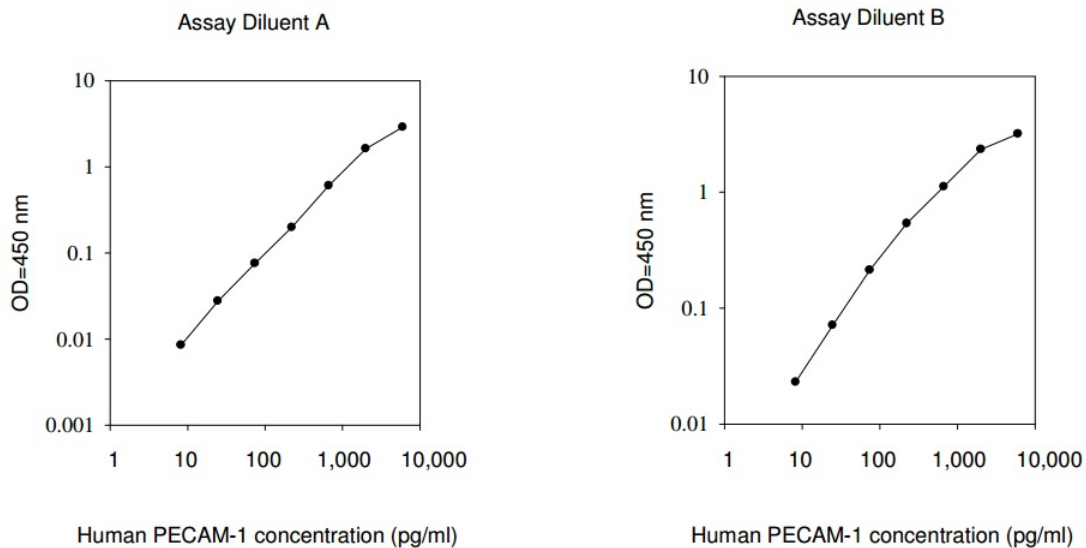 Assay Diluent A
10
1
0.1
0.01
0.001
OD=450 nm
1 10 100 1,000 10,000
Human PECAM-1 concentration (pg/ml)
Assay Diluent B
10
1
0.1
0.01
OD=450 nm
1 10 100 1,000 10,000
Human PECAM-1 concentration (pg/ml)